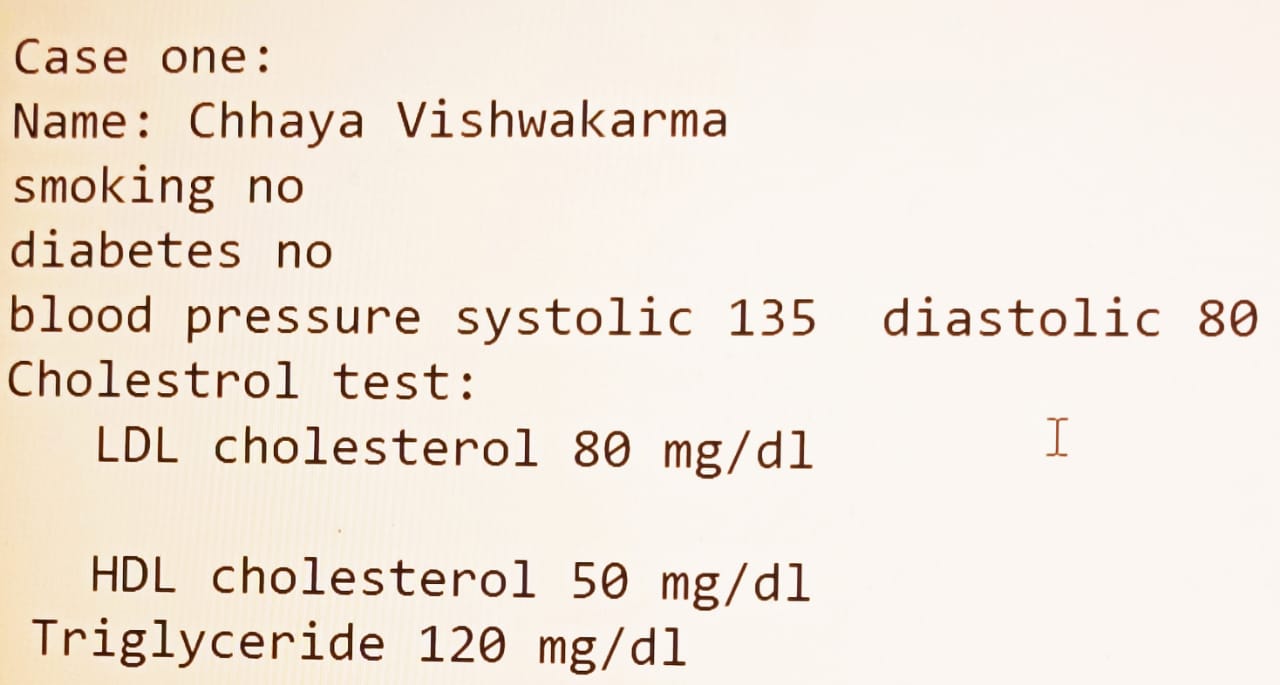 Case one:
Name: Chhaya Vishwakarma
smoking no
diabetes no
blood pressure systolic 135  diastolic 80
Cholestrol test:
LDL cholesterol 80 mg/dl
HDL cholesterol 50 mg/dl
Triglyceride 120 mg/dl